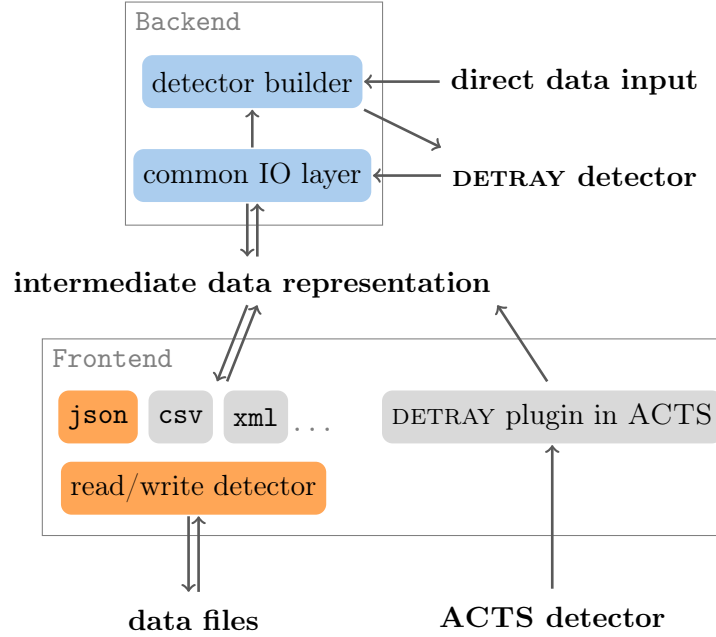 Backend
detector builder
direct data input
common IO layer
DETRAY detector
intermediate data representation
Frontend
json csv xml ...
DETRAY plugin in ACTS
read/write detector
data files
ACTS detector